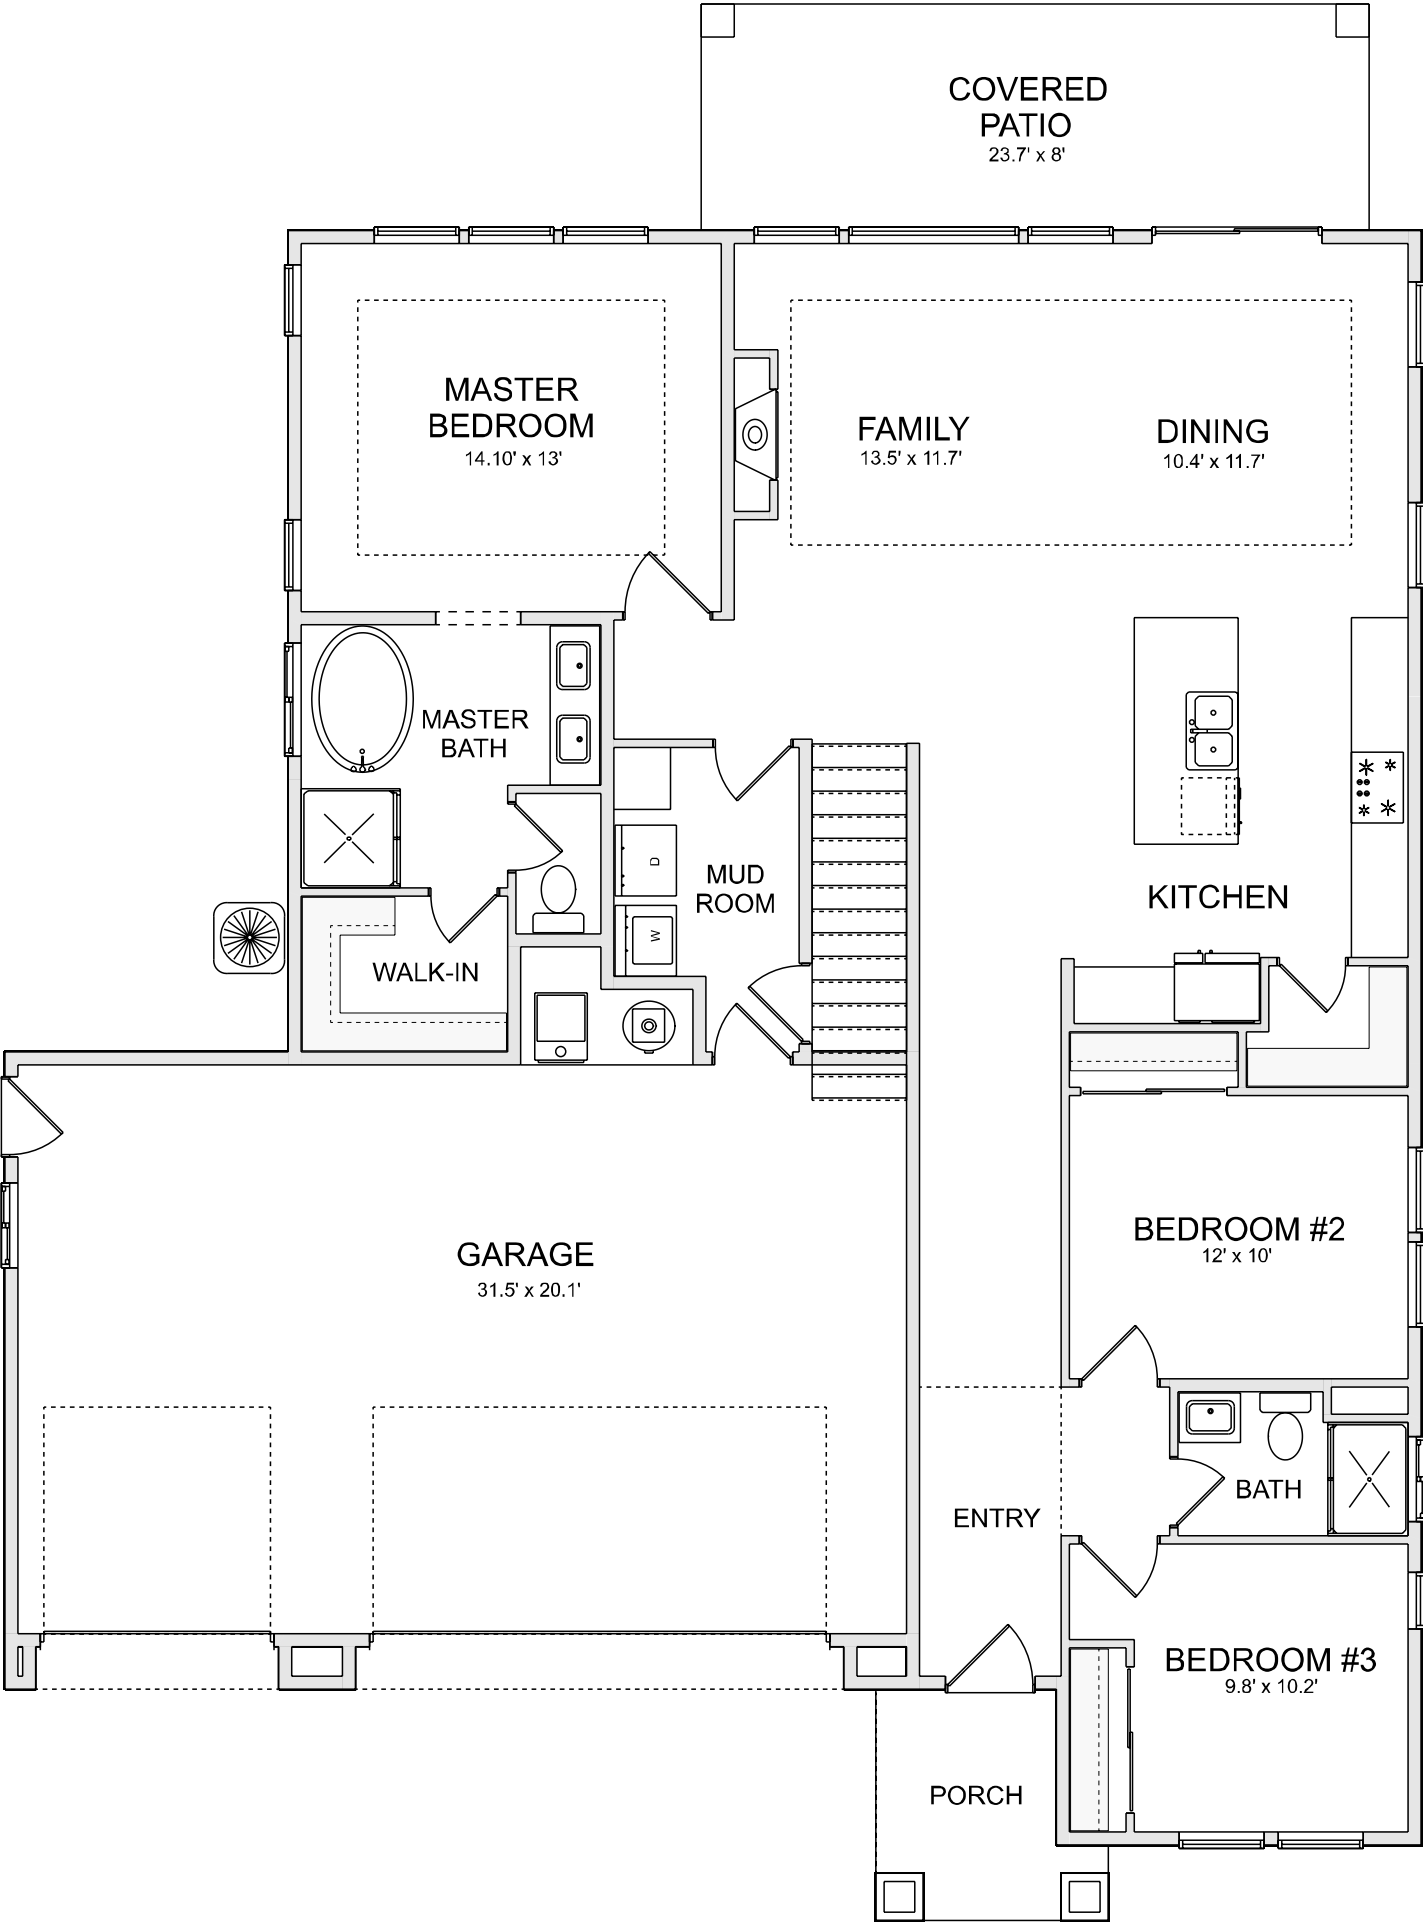 COVERED
PATIO
23.7' x 8'
MASTER
BEDROOM
14.10' x 13'
FAMILY
13.5' x 11.7'
DINING
10.4' x 11.7'
MASTER
BATH
D
MUD
ROOM
W
KITCHEN
WALK-IN
BEDROOM #2
12' x 10'
GARAGE
31.5' x 20.1'
BATH
ENTRY
BEDROOM #3
9.8' x 10.2'
PORCH